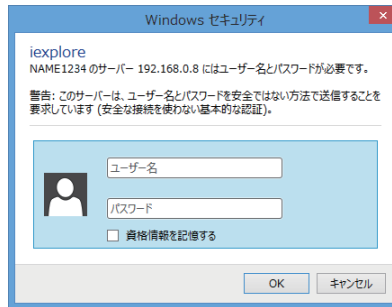 Windows セキュリティ
iexplore
NAME1234 のサーバー 192.168.0.8 にはユーザー名とパスワードが必要です。
警告: このサーバーは、ユーザー名とパスワードを安全ではない方法で送信することを
要求しています (安全な接続を使わない基本的な認証)。
ユーザー名
パスワード
資格情報を記憶する
OK
キャンセル